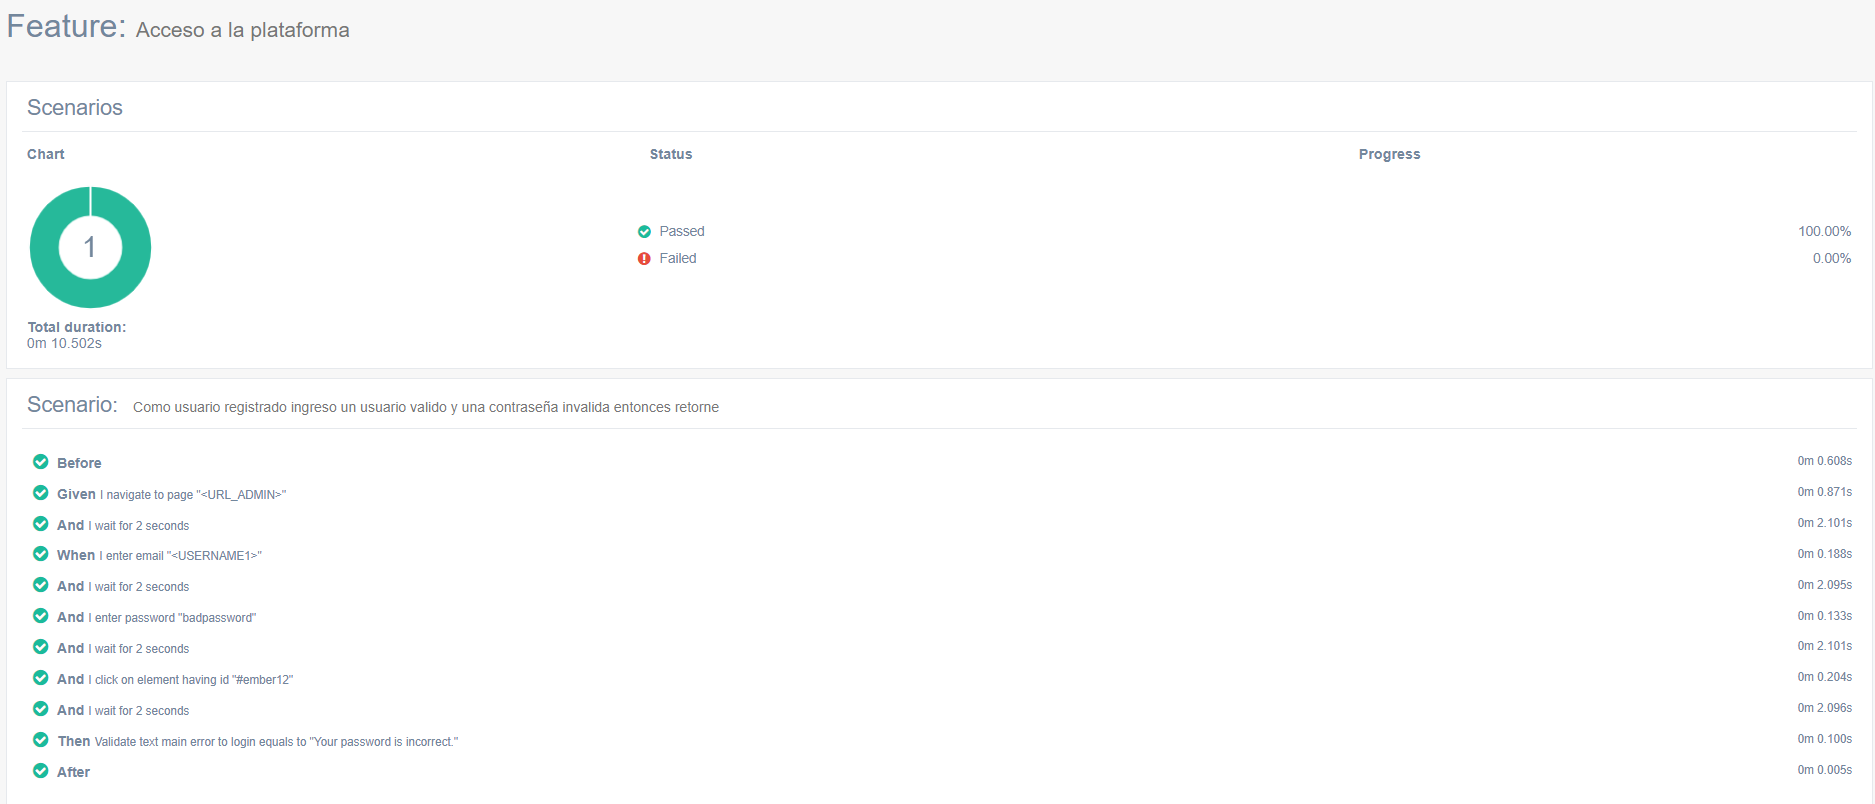 Feature: Acceso a la plataforma
Scenarios
Chart Status Progress
1
Passed 100.00%
Failed 0.00%
Total duration:
0m 10.502s
Scenario: Como usuario registrado ingreso un usuario valido y una contraseña invalida entonces retorne
Before 0m 0.608s
Given I navigate to page "<URL_ADMIN>" 0m 0.871s
And I wait for 2 seconds 0m 2.101s
When I enter email "<USERNAME1>" 0m 0.188s
And I wait for 2 seconds 0m 2.095s
And I enter password "badpassword" 0m 0.133s
And I wait for 2 seconds 0m 2.101s
And I click on element having id "#ember12" 0m 0.204s
And I wait for 2 seconds 0m 2.096s
Then Validate text main error to login equals to "Your password is incorrect." 0m 0.100s
After 0m 0.005s